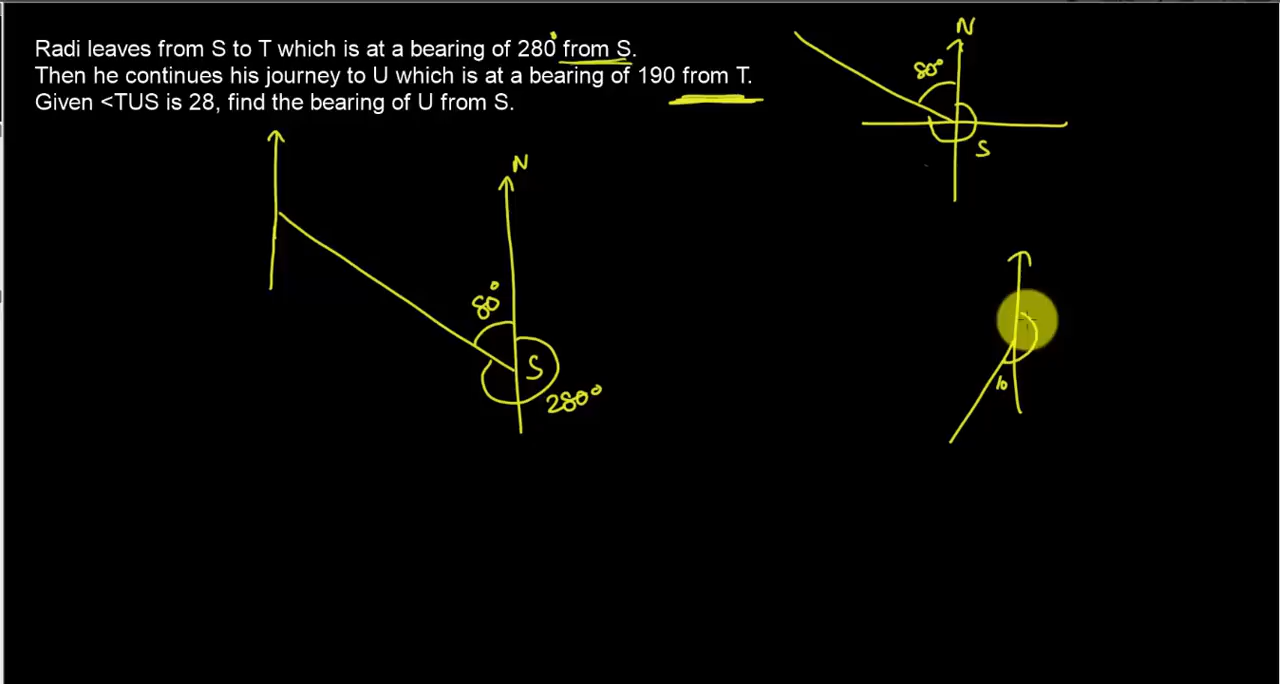 Radi leaves from S to T which is at a bearing of 280° from S.
Then he continues his journey to U which is at a bearing of 190 from T.
Given <TUS is 28, find the bearing of U from S.
N
80°
S
N
80°
S
280°
10